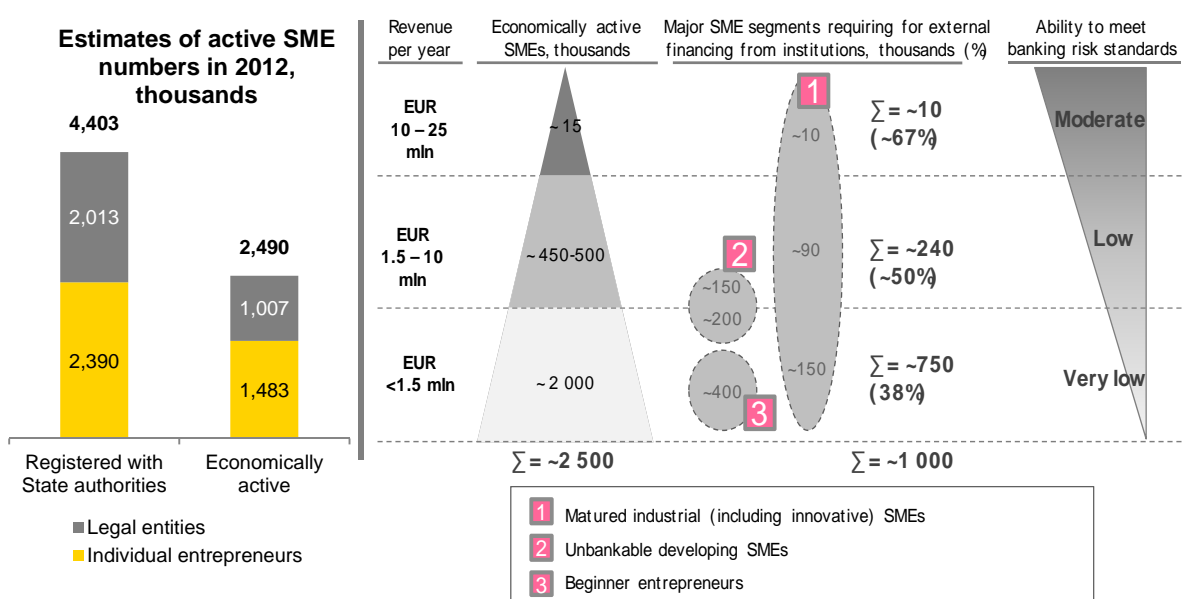 Estimates of active SME
numbers in 2012,
thousands
4,403
2,013
2,390
2,490
1,007
1,483
Registered with
State authorities
Economically
active
Legal entities
Individual entrepreneurs
Revenue
per year
Economically active
SMEs, thousands
Major SME segments requiring for external
financing from institutions, thousands (%)
Ability to meet
banking risk standards
EUR
10 – 25
mln
~ 15
1
~10
∑ = ~10
(~67%)
Moderate
EUR
1.5 – 10
mln
~ 450-500
2
~150
~90
∑ = ~240
(~50%)
Low
EUR
<1.5 mln
~ 2 000
~200
~400
3
~150
∑ = ~750
(38%)
Very low
∑ = ~2 500
∑ = ~1 000
1 Matured industrial (including innovative) SMEs
2 Unbankable developing SMEs
3 Beginner entrepreneurs